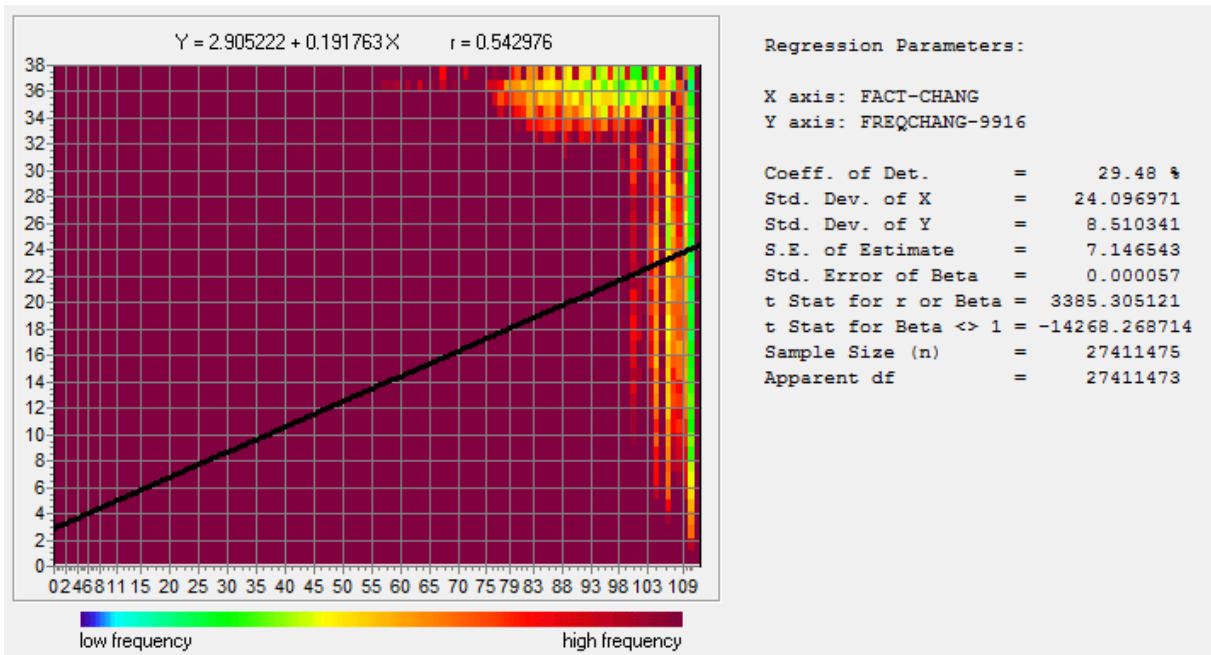 Y = 2.905222 + 0.191763 X r = 0.542976
38
36
34
32
30
28
26
24
22
20
18
16
14
12
10
8
6
4
2
0
0 2 4 6 8 11 15 20 25 30 35 40 45 50 55 60 65 70 75 79 83 88 93 98 103 109
low frequency high frequency
Regression Parameters:
X axis: FACT-CHANG
Y axis: FREQCHANG-9916
Coeff. of Det. = 29.48 %
Std. Dev. of X = 24.096971
Std. Dev. of Y = 8.510341
S.E. of Estimate = 7.146543
Std. Error of Beta = 0.000057
t Stat for r or Beta = 3385.305121
t Stat for Beta <> 1 = -14268.268714
Sample Size (n) = 27411475
Apparent df = 27411473